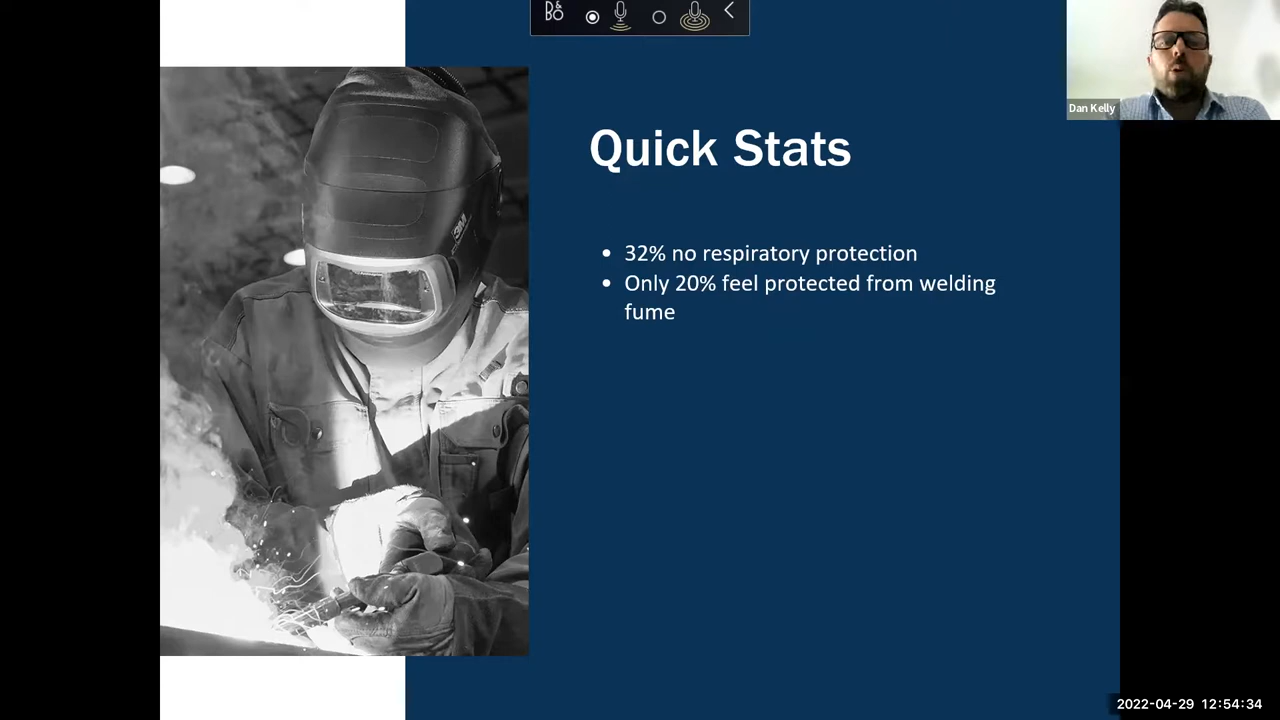 B&O
Dan Kelly
3M
Quick Stats
• 32% no respiratory protection
• Only 20% feel protected from welding
fume
2022-04-29 12:54:34